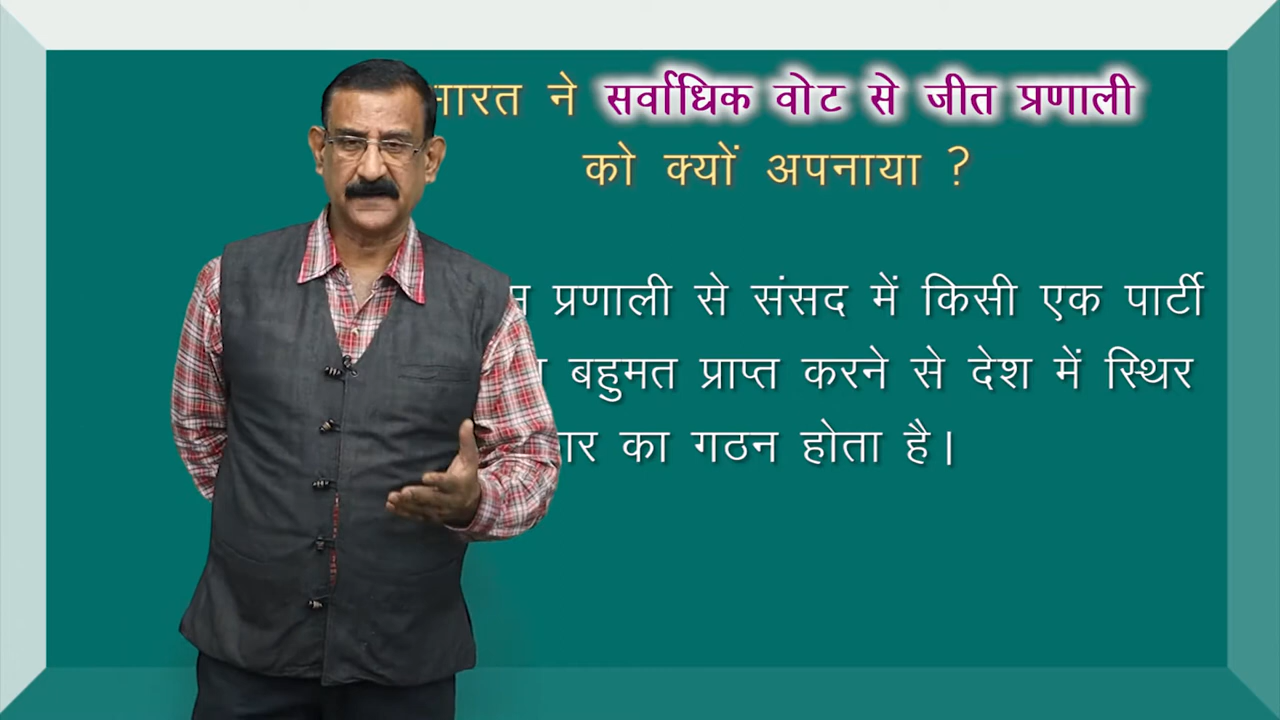 ने सर्वाधिक वोट से जीत प्रणाली
को क्यों अपनाया ?
प्रणाली से संसद में किसी एक पार्टी
बहुमत प्राप्त करने से देश में स्थिर
का गठन होता है।